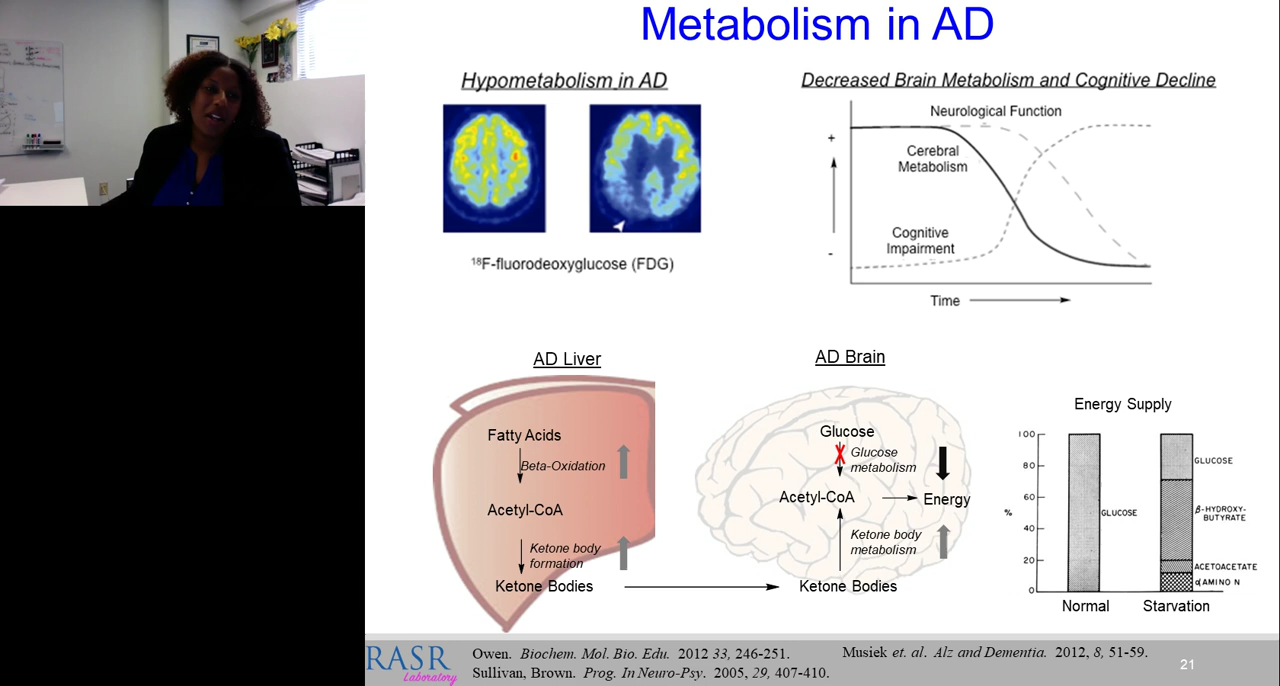 Metabolism in AD
Hypometabolism in AD
Decreased Brain Metabolism and Cognitive Decline
Neurological Function
+
Cerebral
Metabolism
Cognitive
Impairment
-
Time
¹⁸F-fluorodeoxyglucose (FDG)
AD Liver
Fatty Acids
Beta-Oxidation
Acetyl-CoA
Ketone body
formation
Ketone Bodies
AD Brain
Glucose
Glucose
metabolism
Acetyl-CoA
Energy
Ketone body
metabolism
Ketone Bodies
Energy Supply
100
80
60
%
40
20
0
GLUCOSE
GLUCOSE
β-HYDROXY-
BUTYRATE
ACETOACETATE
α AMINO N
Normal
Starvation
RASR
Laboratory
Owen. Biochem. Mol. Bio. Edu. 2012 33, 246-251.
Sullivan, Brown. Prog. In Neuro-Psy. 2005, 29, 407-410.
Musiek et. al. Alz and Dementia. 2012, 8, 51-59.
21